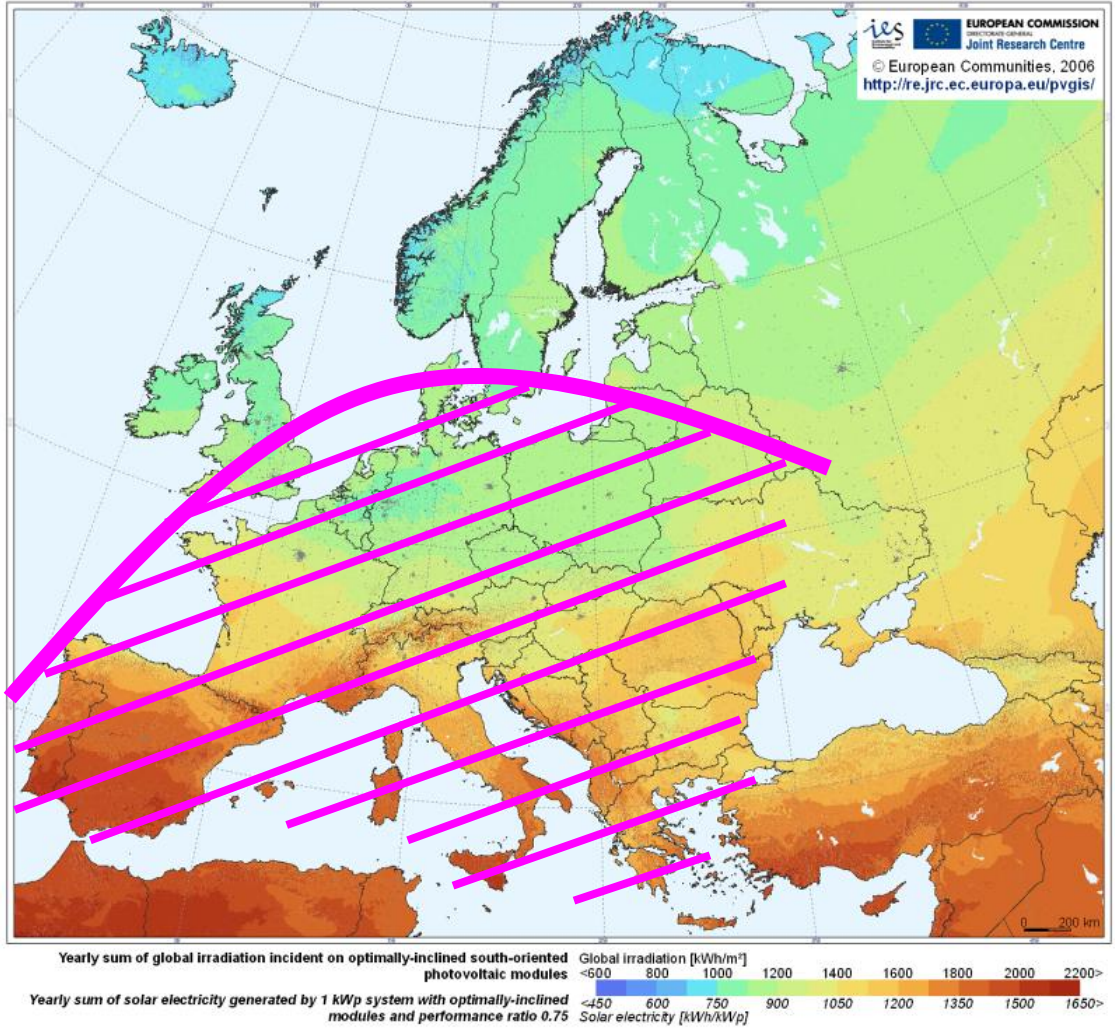 ies
EUROPEAN COMMISSION
DIRECTORATE-GENERAL
Joint Research Centre
© European Communities, 2006
http://re.jrc.ec.europa.eu/pvgis/
0 200 km
Yearly sum of global irradiation incident on optimally-inclined south-oriented
photovoltaic modules
Yearly sum of solar electricity generated by 1 kWp system with optimally-inclined
modules and performance ratio 0.75
Global irradiation [kWh/m²]
<600 800 1000 1200 1400 1600 1800 2000 2200>
<450 600 750 900 1050 1200 1350 1500 1650>
Solar electricity [kWh/kWp]